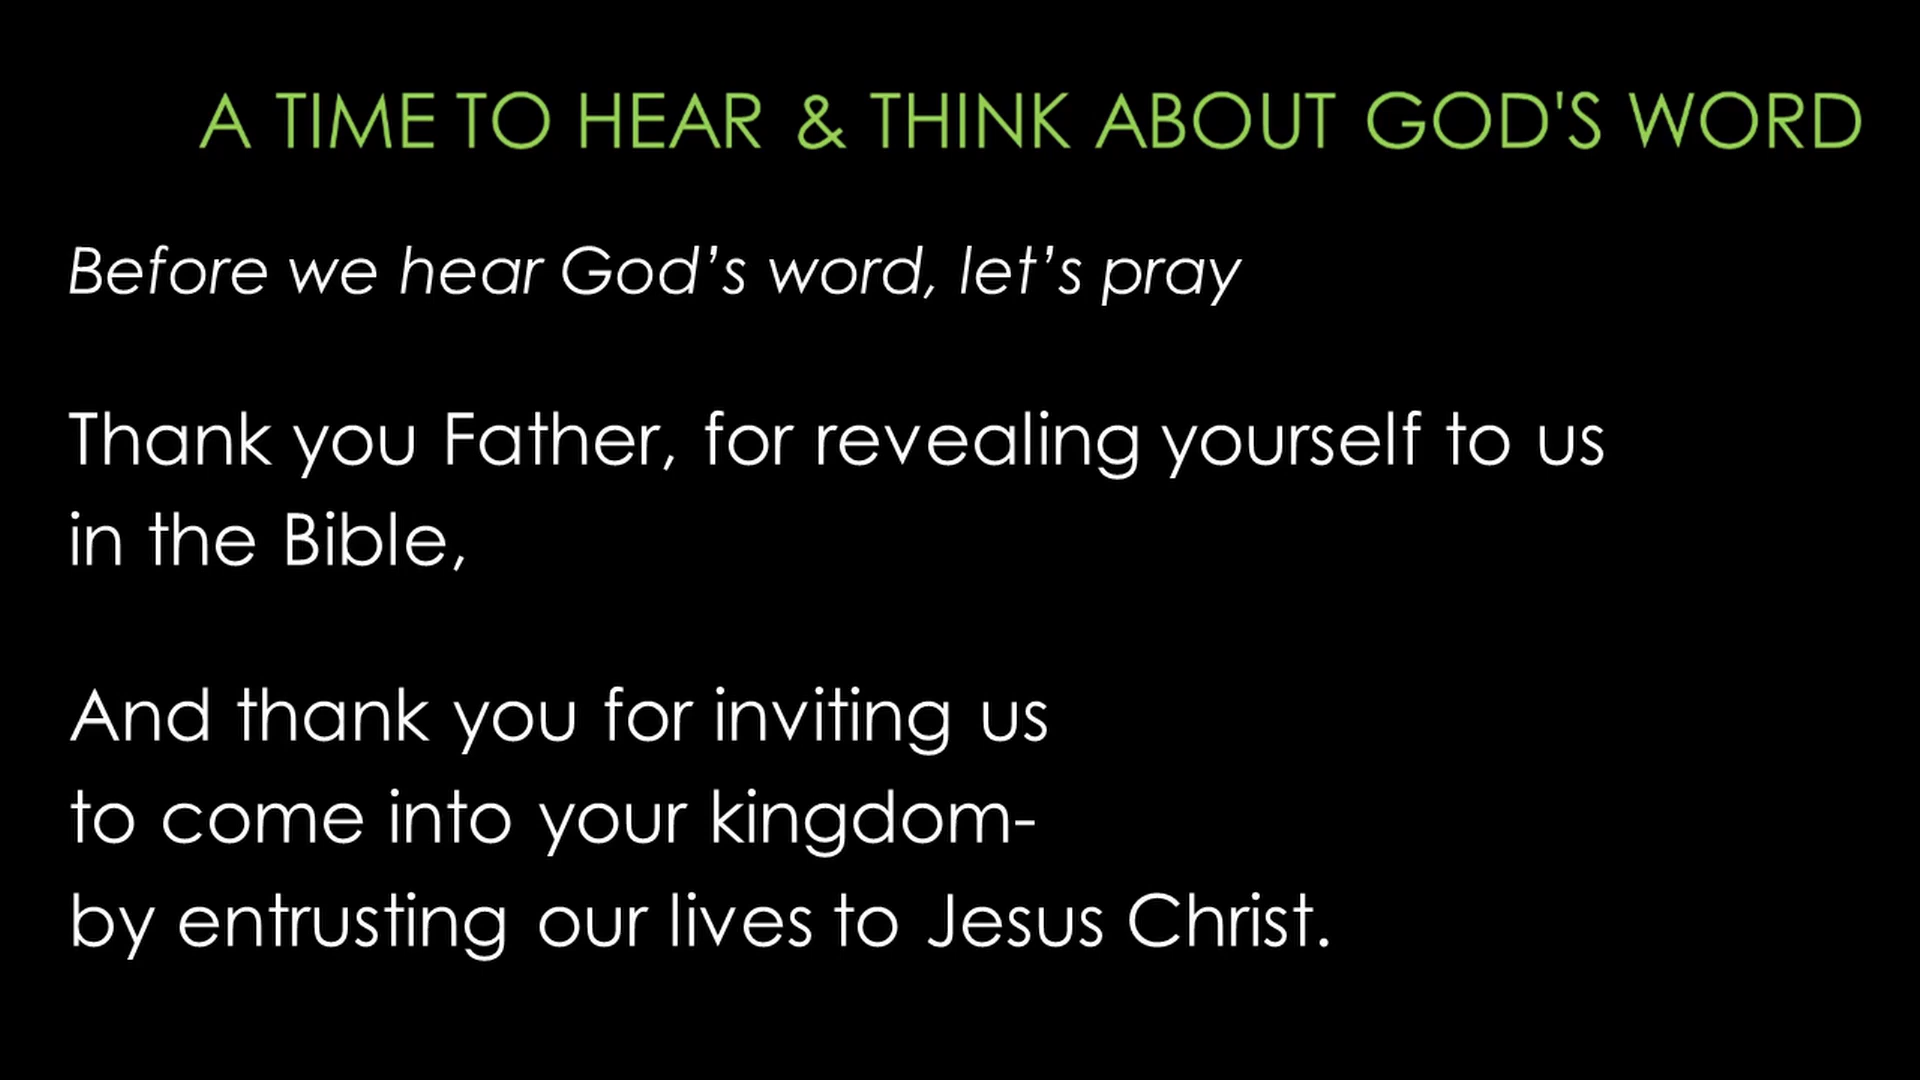 A TIME TO HEAR & THINK ABOUT GOD'S WORD
Before we hear God’s word, let’s pray
Thank you Father, for revealing yourself to us
in the Bible,
And thank you for inviting us
to come into your kingdom-
by entrusting our lives to Jesus Christ.